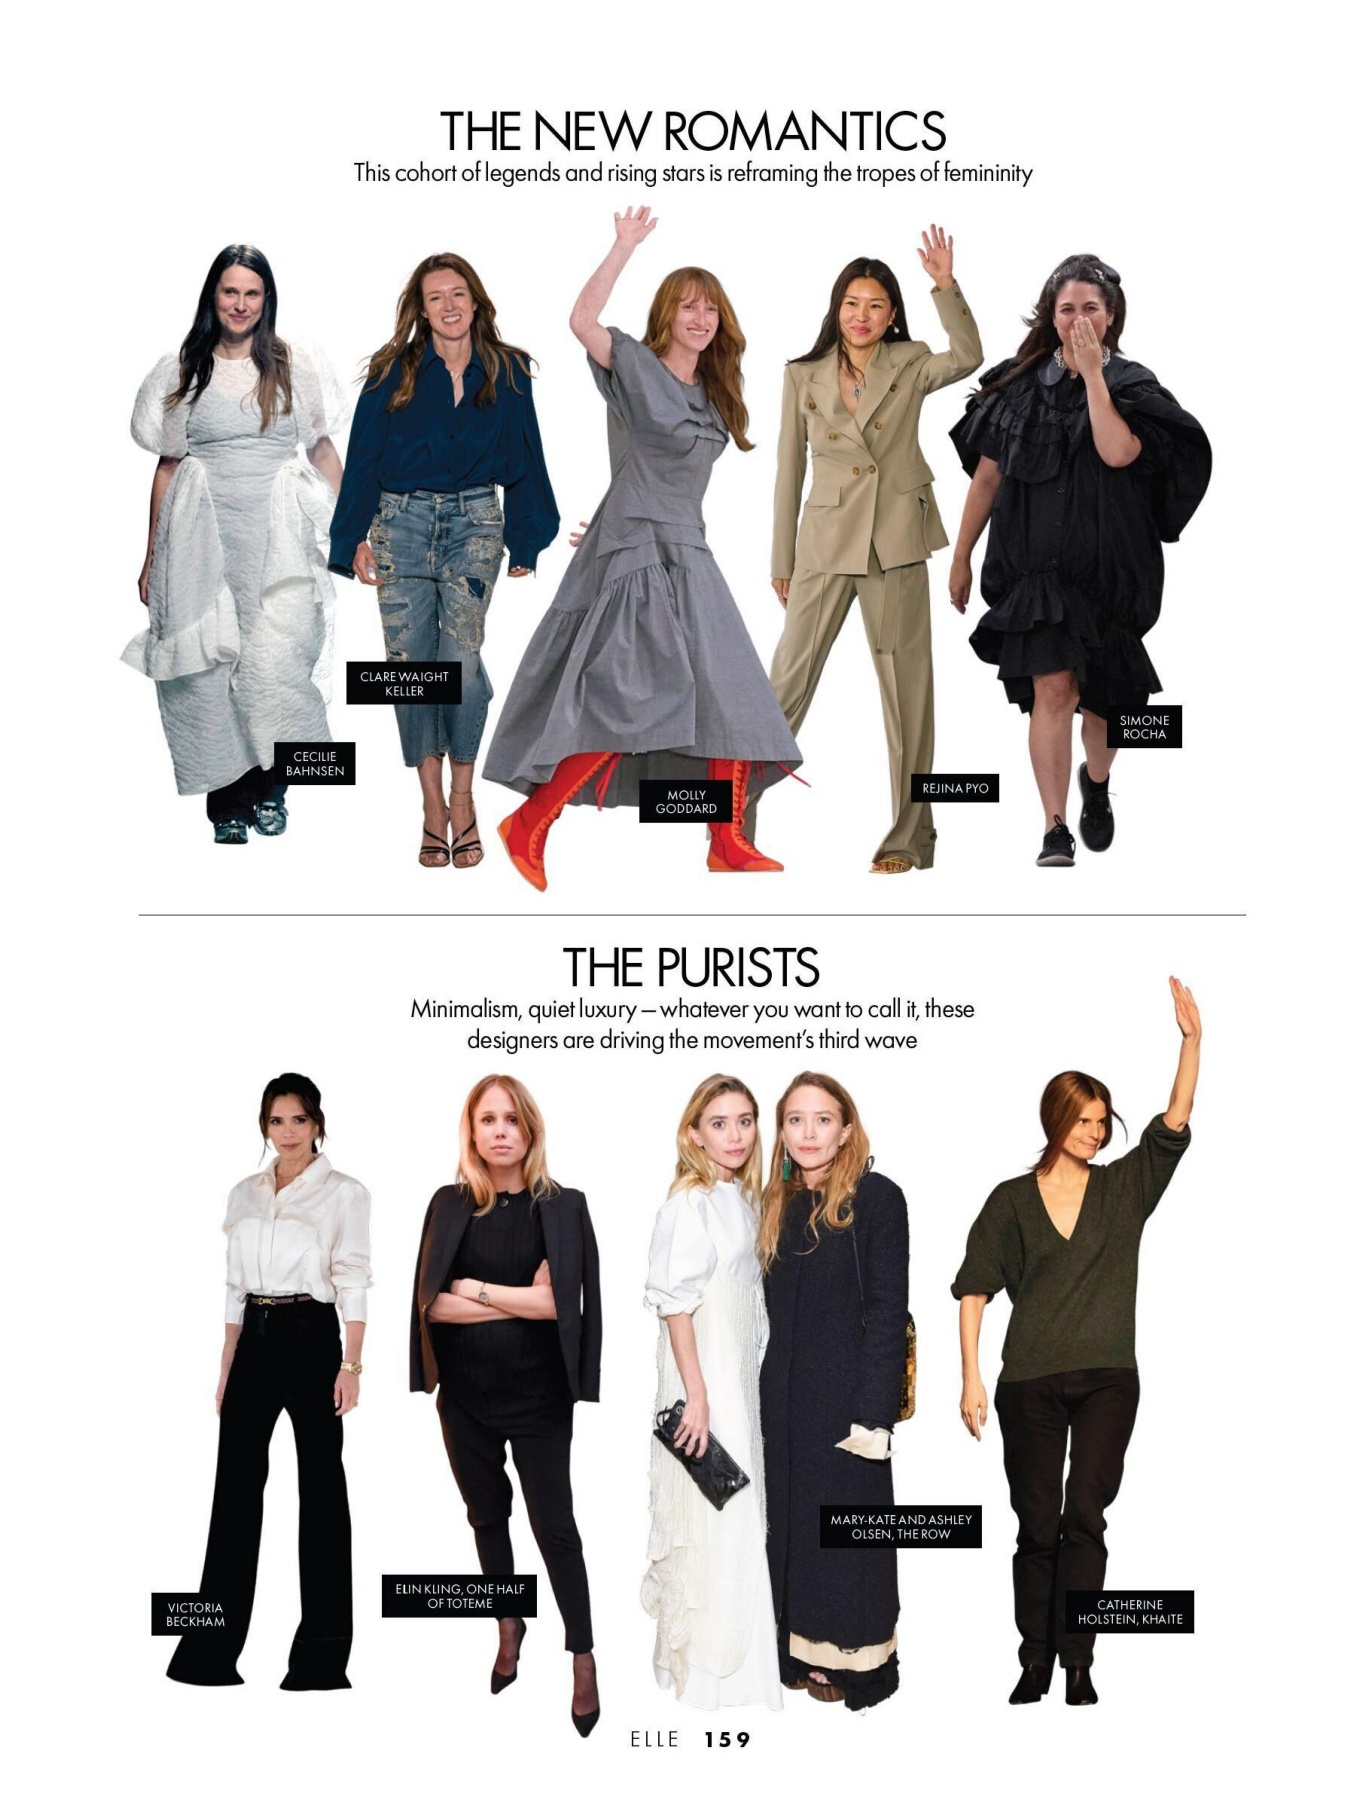 THE NEW ROMANTICS
This cohort of legends and rising stars is reframing the tropes of femininity
CLARE WAIGHT
KELLER
CECILIE
BAHNSEN
MOLLY
GODDARD
REJINA PYO
SIMONE
ROCHA
THE PURISTS
Minimalism, quiet luxury — whatever you want to call it, these
designers are driving the movement’s third wave
VICTORIA
BECKHAM
ELIN KLING, ONE HALF
OF TOTEME
MARY-KATE AND ASHLEY
OLSEN, THE ROW
CATHERINE
HOLSTEIN, KHAITE
ELLE 159